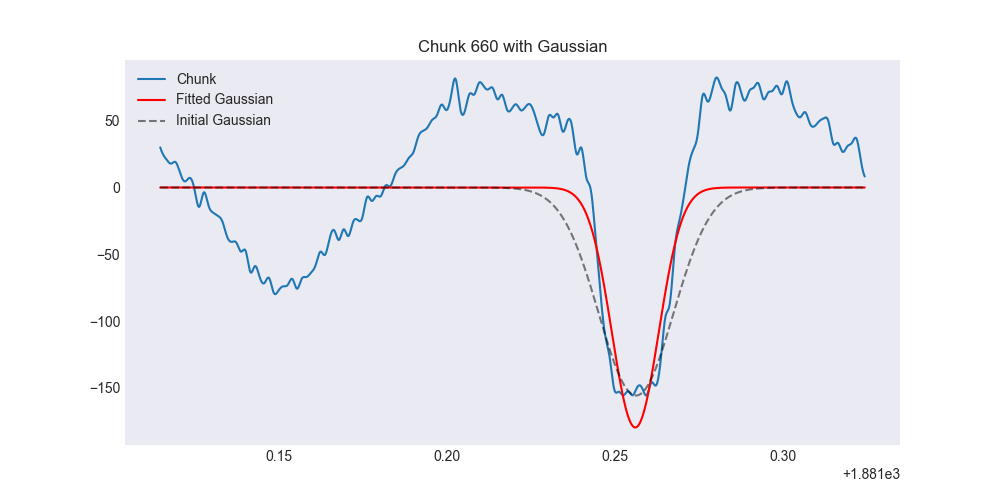 Chunk 660 with Gaussian
Chunk
Fitted Gaussian
Initial Gaussian
50
0
−50
−100
−150
0.15 0.20 0.25 0.30
+1.881e3